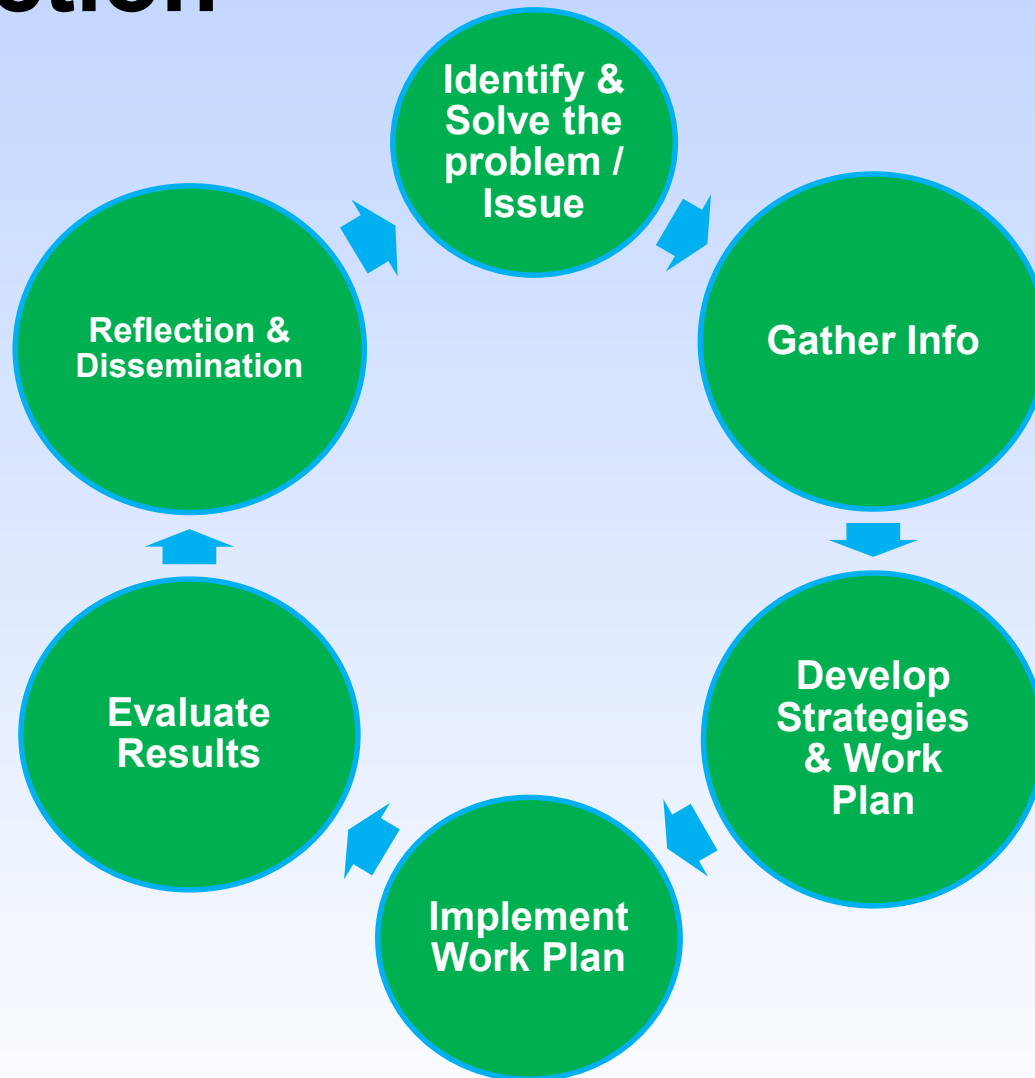 Identify &
Solve the
problem /
Issue
Gather Info
Develop
Strategies
& Work
Plan
Implement
Work Plan
Evaluate
Results
Reflection &
Dissemination